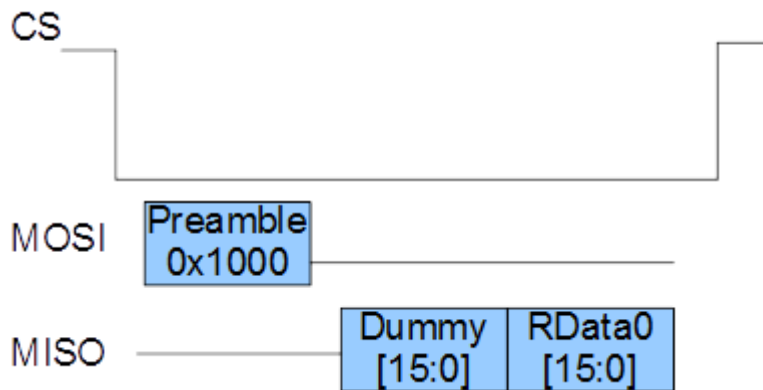 CS
MOSI
Preamble
0x1000
MISO
Dummy
[15:0]
RData0
[15:0]